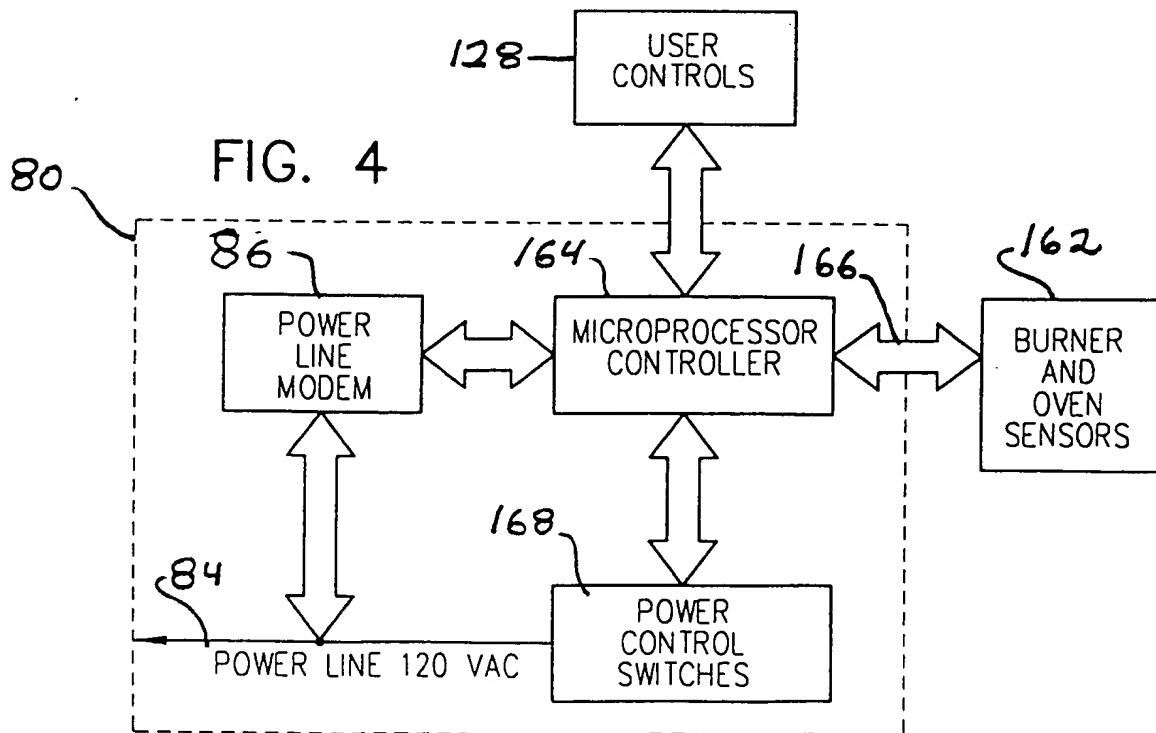 128
USER
CONTROLS
FIG. 4
80
86
164
166
162
POWER
LINE
MODEM
MICROPROCESSOR
CONTROLLER
BURNER
AND
OVEN
SENSORS
168
84
POWER LINE 120 VAC
POWER
CONTROL
SWITCHES